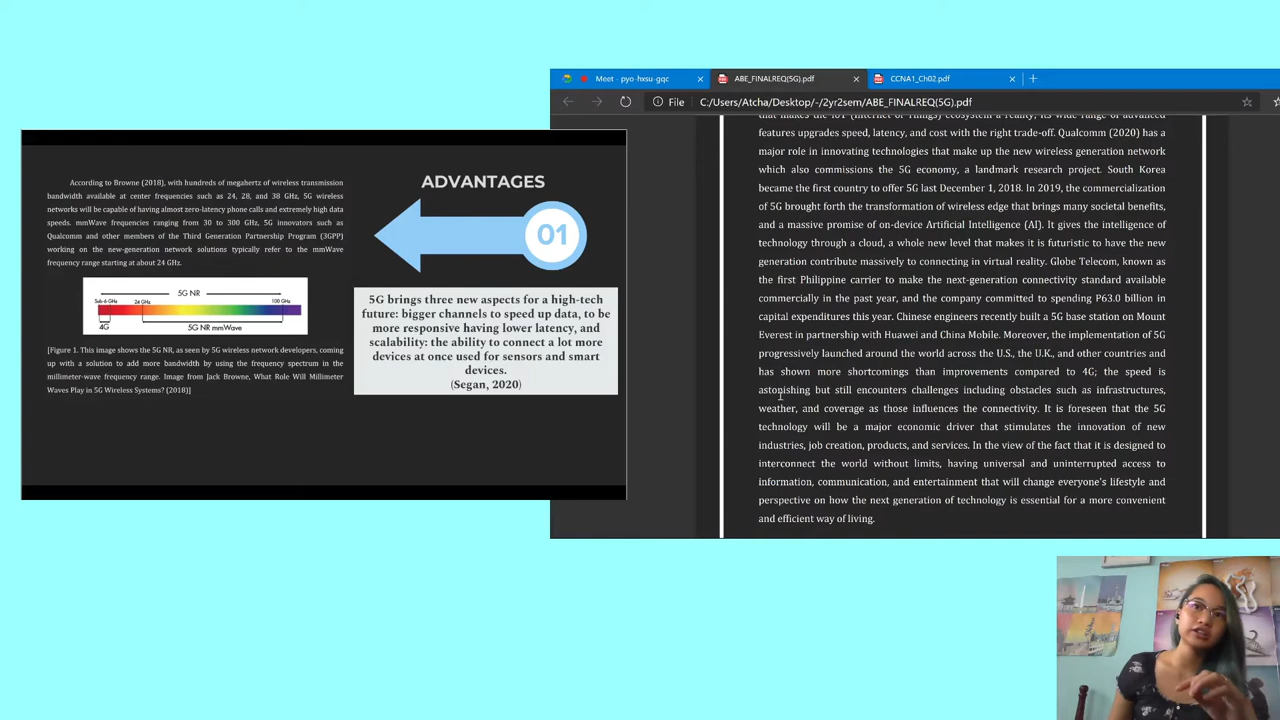 According to Browne (2018), with hundreds of megahertz of wireless transmission
bandwidth available at center frequencies such as 24, 28, and 38 GHz, 5G wireless
networks will be capable of having almost zero-latency phone calls and extremely high data
speeds. mmWave frequencies ranging from 30 to 300 GHz, 5G innovators such as
Qualcomm and other members of the Third Generation Partnership Program (3GPP)
working on the new-generation network solutions typically refer to the mmWave
frequency range starting at about 24 GHz.
5G NR
Sub-6 GHz 24 GHz 100 GHz
4G 5G NR mmWave
[Figure 1. This image shows the 5G NR, as seen by 5G wireless network developers, coming
up with a solution to add more bandwidth by using the frequency spectrum in the
millimeter-wave frequency range. Image from Jack Browne, What Role Will Millimeter
Waves Play in 5G Wireless Systems? (2018)]
ADVANTAGES
01
5G brings three new aspects for a high-tech
future: bigger channels to speed up data, to be
more responsive having lower latency, and
scalability: the ability to connect a lot more
devices at once used for sensors and smart
devices.
(Segan, 2020)
Meet - pyo-hxsu-gqc
ABE_FINALREQ(5G).pdf
CCNA1_Ch02.pdf
File C:/Users/Atcha/Desktop/-/2yr2sem/ABE_FINALREQ(5G).pdf
that makes the IoT (Internet of Things) ecosystem a reality, its wide range of advanced
features upgrades speed, latency, and cost with the right trade-off. Qualcomm (2020) has a
major role in innovating technologies that make up the new wireless generation network
which also commissions the 5G economy, a landmark research project. South Korea
became the first country to offer 5G last December 1, 2018. In 2019, the commercialization
of 5G brought forth the transformation of wireless edge that brings many societal benefits,
and a massive promise of on-device Artificial Intelligence (AI). It gives the intelligence of
technology through a cloud, a whole new level that makes it is futuristic to have the new
generation contribute massively to connecting in virtual reality. Globe Telecom, known as
the first Philippine carrier to make the next-generation connectivity standard available
commercially in the past year, and the company committed to spending P63.0 billion in
capital expenditures this year. Chinese engineers recently built a 5G base station on Mount
Everest in partnership with Huawei and China Mobile. Moreover, the implementation of 5G
progressively launched around the world across the U.S., the U.K., and other countries and
has shown more shortcomings than improvements compared to 4G; the speed is
astonishing but still encounters challenges including obstacles such as infrastructures,
weather, and coverage as those influences the connectivity. It is foreseen that the 5G
technology will be a major economic driver that stimulates the innovation of new
industries, job creation, products, and services. In the view of the fact that it is designed to
interconnect the world without limits, having universal and uninterrupted access to
information, communication, and entertainment that will change everyone's lifestyle and
perspective on how the next generation of technology is essential for a more convenient
and efficient way of living.